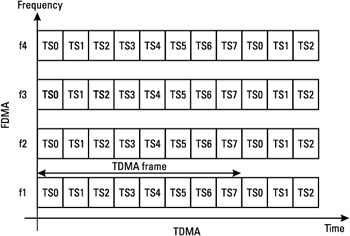 Frequency
f4 TS0 TS1 TS2 TS3 TS4 TS5 TS6 TS7 TS0 TS1 TS2
f3 TS0 TS1 TS2 TS3 TS4 TS5 TS6 TS7 TS0 TS1 TS2
FDMA
f2 TS0 TS1 TS2 TS3 TS4 TS5 TS6 TS7 TS0 TS1 TS2
TDMA frame
f1 TS0 TS1 TS2 TS3 TS4 TS5 TS6 TS7 TS0 TS1 TS2
TDMA
Time